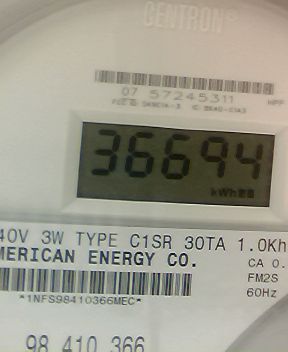 CENTRON®
07 57245311
HPF
36694
kWh
40V 3W TYPE C1SR 30TA 1.0Kh
MERICAN ENERGY CO.
CA 0.
FM2S
60Hz
*1NFS98410366MEC*
98 410 366